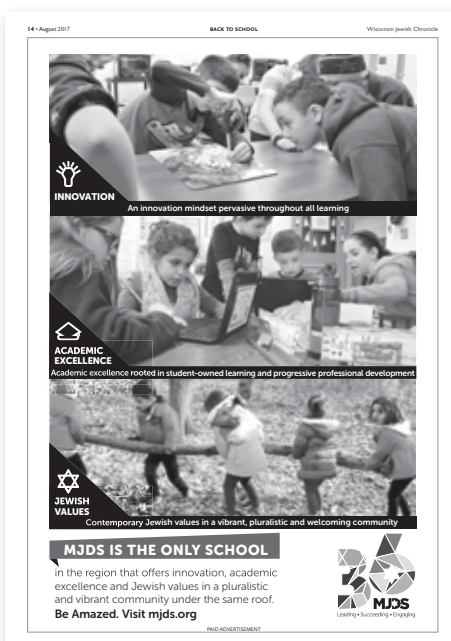 14 • August 2017
BACK TO SCHOOL
Wisconsin Jewish Chronicle
INNOVATION
An innovation mindset pervasive throughout all learning
ACADEMIC
EXCELLENCE
Academic excellence rooted in student-owned learning and progressive professional development
JEWISH
VALUES
Contemporary Jewish values in a vibrant, pluralistic and welcoming community
MJDS IS THE ONLY SCHOOL
in the region that offers innovation, academic
excellence and Jewish values in a pluralistic
and vibrant community under the same roof.
Be Amazed. Visit mjds.org
36
MJDS
Leading • Succeeding • Engaging
PAID ADVERTISEMENT